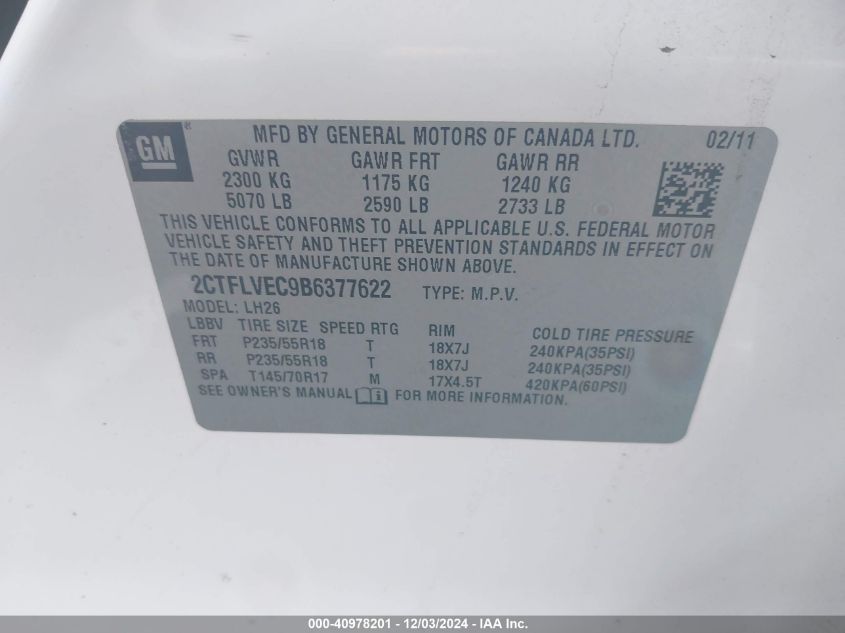 GM ®
MFD BY GENERAL MOTORS OF CANADA LTD. 02/11
GVWR GAWR FRT GAWR RR
2300 KG 1175 KG 1240 KG
5070 LB 2590 LB 2733 LB
THIS VEHICLE CONFORMS TO ALL APPLICABLE U.S. FEDERAL MOTOR
VEHICLE SAFETY AND THEFT PREVENTION STANDARDS IN EFFECT ON
THE DATE OF MANUFACTURE SHOWN ABOVE.
2CTFLVEC9B6377622 TYPE: M.P.V.
MODEL: LH26
LBBV TIRE SIZE SPEED RTG RIM COLD TIRE PRESSURE
FRT P235/55R18 T 18X7J 240KPA(35PSI)
RR P235/55R18 T 18X7J 240KPA(35PSI)
SPA T145/70R17 M 17X4.5T 420KPA(60PSI)
SEE OWNER'S MANUAL FOR MORE INFORMATION.
000-40978201 - 12/03/2024 - IAA Inc.